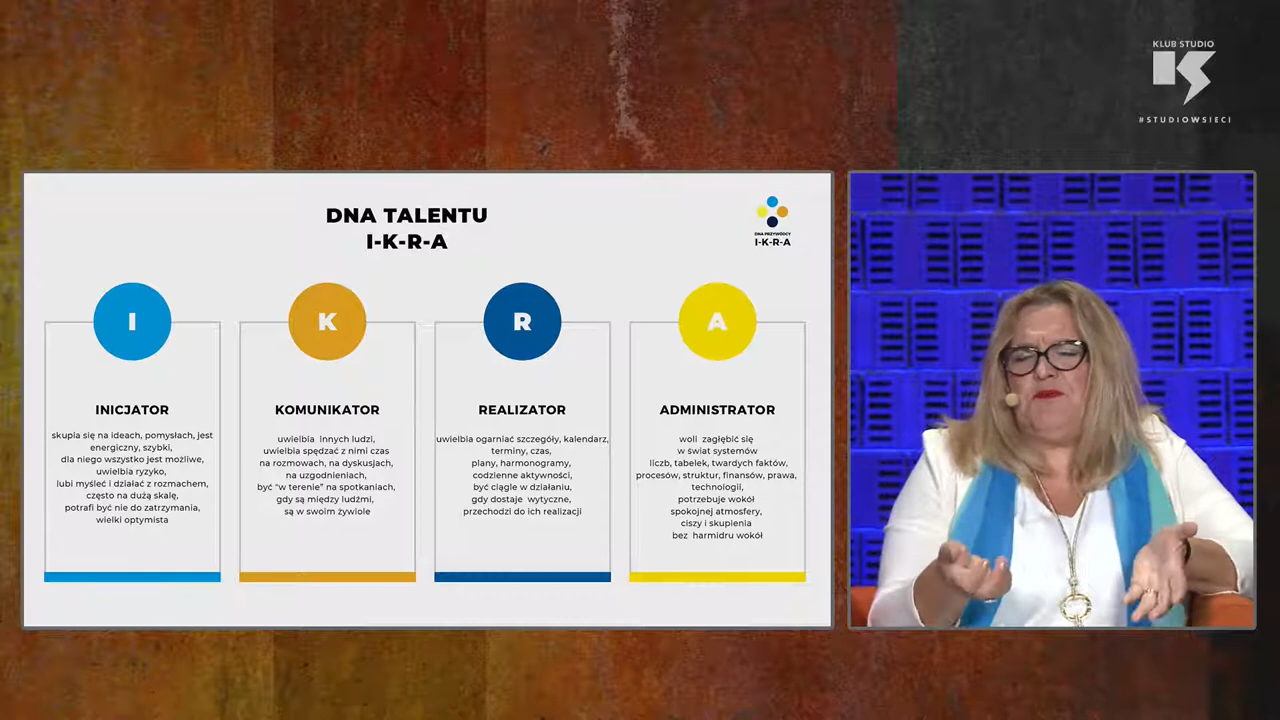 KLUB STUDIO
KS
#STUDIOWSIECI
DNA TALENTU
I-K-R-A
DNA PRZYWÓDCY
I-K-R-A
I
INICJATOR
skupia się na ideach, pomysłach, jest
energiczny, szybki,
dla niego wszystko jest możliwe,
uwielbia ryzyko,
lubi myśleć i działać z rozmachem,
często na dużą skalę,
potrafi być nie do zatrzymania,
wielki optymista
K
KOMUNIKATOR
uwielbia innych ludzi,
uwielbia spędzać z nimi czas
na rozmowach, na dyskusjach,
na uzgodnieniach,
być "w terenie" na spotkaniach,
gdy są między ludźmi,
są w swoim żywiole
R
REALIZATOR
uwielbia ogarniać szczegóły, kalendarz,
terminy, czas,
plany, harmonogramy,
codzienne aktywności,
być ciągle w działaniu,
gdy dostaje wytyczne,
przechodzi do ich realizacji
A
ADMINISTRATOR
woli zagłębić się
w świat systemów
liczb, tabelek, twardych faktów,
procesów, struktur, finansów, prawa,
technologii,
potrzebuje wokół
spokojnej atmosfery,
ciszy i skupienia
bez harmidru wokół